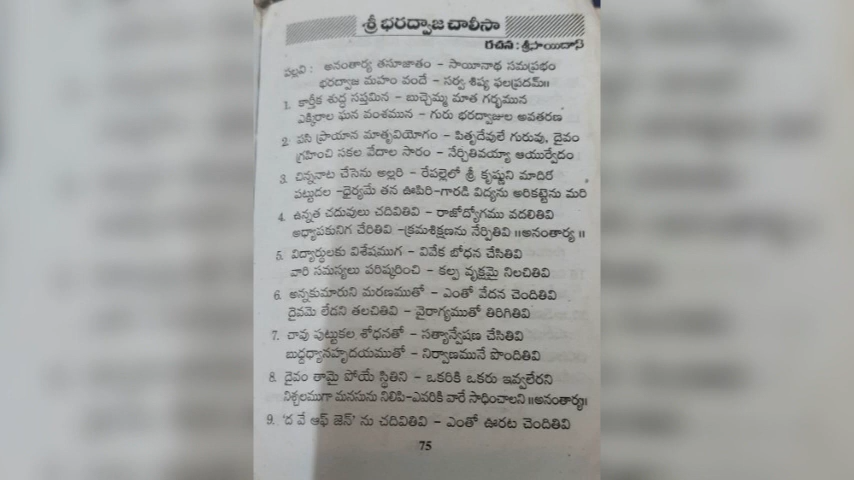 శ్రీ భరద్వాజ చాలీసా
రచన : శ్రీసాయిదాస్
పల్లవి : అనంతార్య తనూజాతం - సాయీనాథ సమప్రభం
భరద్వాజ మహం వందే - సర్వ శిష్య ఫలప్రదమ్॥
1. కార్తీక శుద్ధ సప్తమిన - బుచ్చెమ్మ మాత గర్భమున
ఎక్కిరాల ఘన వంశమున - గురు భరద్వాజుల అవతరణ
2. పసి ప్రాయాన మాతృవియోగం - పితృదేవులే గురువు, దైవం
గ్రహించి సకల వేదాల సారం - నేర్చితివయ్యా ఆయుర్వేదం
3. చిన్ననాట చేసెను అల్లరి - రేపల్లెలో శ్రీ కృష్ణుని మాదిరే
పట్టుదల -ధైర్యమే తన ఊపిరి-గారడి విద్యను అరికట్టెను మరి
4. ఉన్నత చదువులు చదివితివి - రాజోద్యోగము వదలితివి
అధ్యాపకునిగ చేరితివి -క్రమశిక్షణను నేర్పితివి ॥అనంతార్య॥
5. విద్యార్థులకు విశేషముగ - వివేక బోధన చేసితివి
వారి సమస్యలు పరిష్కరించి - కల్ప వృక్షమై నిలచితివి
6. అన్నకుమారుని మరణముతో - ఎంతో వేదన చెందితివి
దైవమె లేదని తలచితివి - వైరాగ్యముతో తిరిగితివి
7. చావు పుట్టుకల శోధనతో - సత్యాన్వేషణ చేసితివి
బుద్ధధ్యానహృదయముతో - నిర్వాణమునే పొందితివి
8. దైవం తామై పోయే స్థితిని - ఒకరికి ఒకరు ఇవ్వలేరని
నిశ్చలముగా మనసును నిలిపి-ఎవరికి వారే సాధించాలని ॥అనంతార్య॥
9. 'ద వే ఆఫ్ జెన్' ను చదివితివి - ఎంతో ఊరట చెందితివి
75